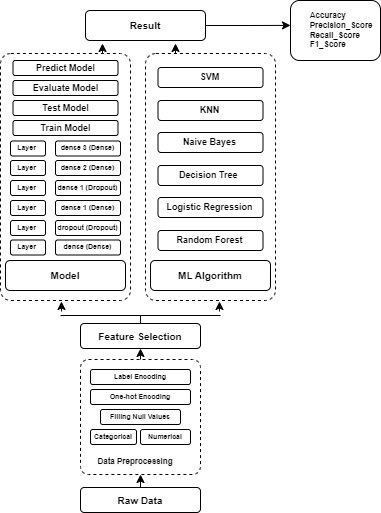 Result
Accuracy
Precision_Score
Recall_Score
F1_Score
Predict Model
Evaluate Model
Test Model
Train Model
Layer dense 3 (Dense)
Layer dense 2 (Dense)
Layer dense 1 (Dropout)
Layer dense 1 (Dense)
Layer dropout (Dropout)
Layer dense (Dense)
Model
SVM
KNN
Naive Bayes
Decision Tree
Logistic Regression
Random Forest
ML Algorithm
Feature Selection
Label Encoding
One-hot Encoding
Filling Null Values
Categorical Numerical
Data Preprocessing
Raw Data